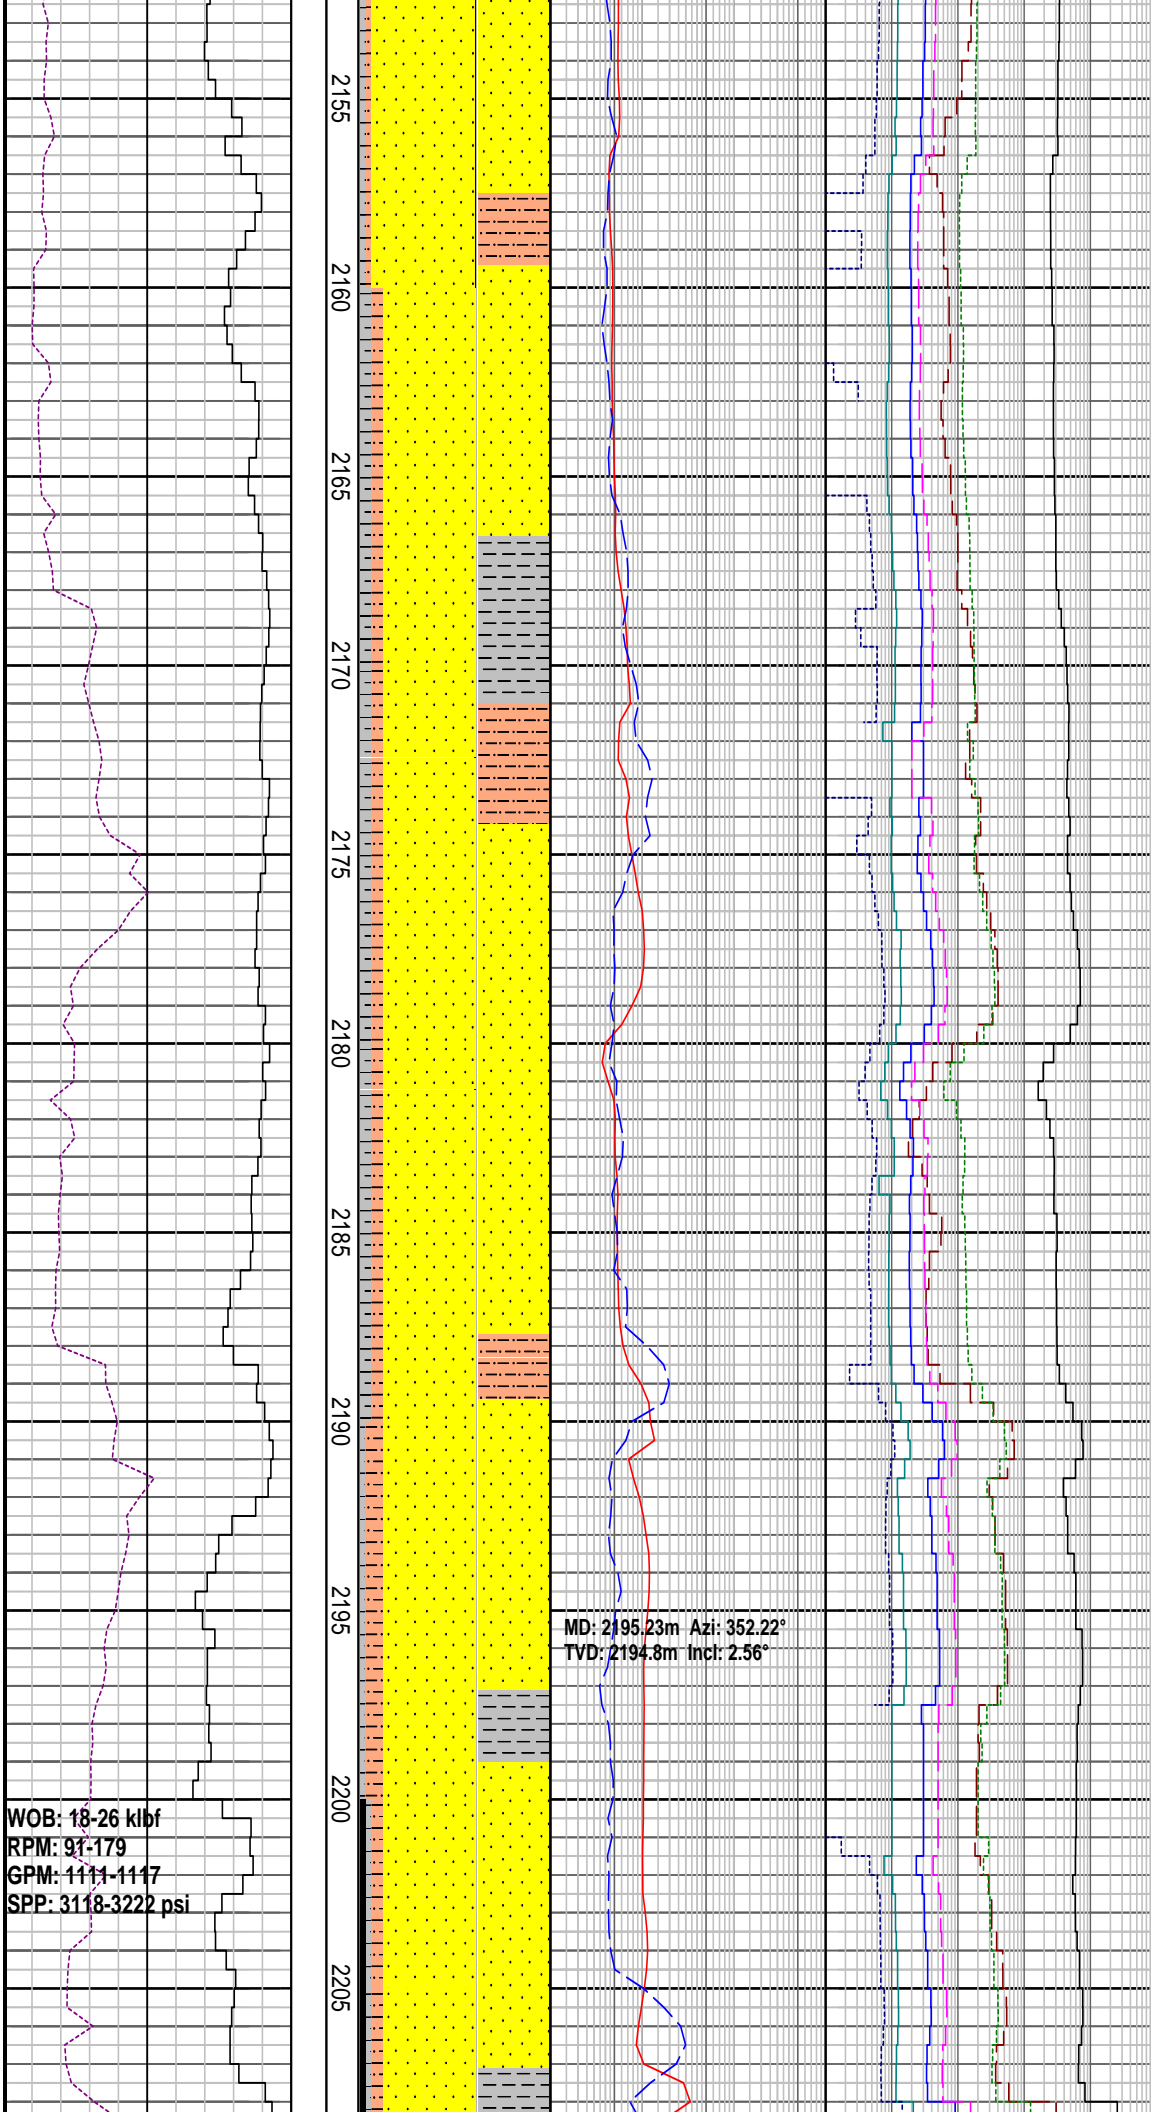 2155
2160
2165
2170
2175
2180
2185
2190
2195
MD: 2195.23m Azi: 352.22°
TVD: 2194.8m Incl: 2.56°
2200
WOB: 18-26 klbf
RPM: 91-179
GPM: 1111-1117
SPP: 3118-3222 psi
2205